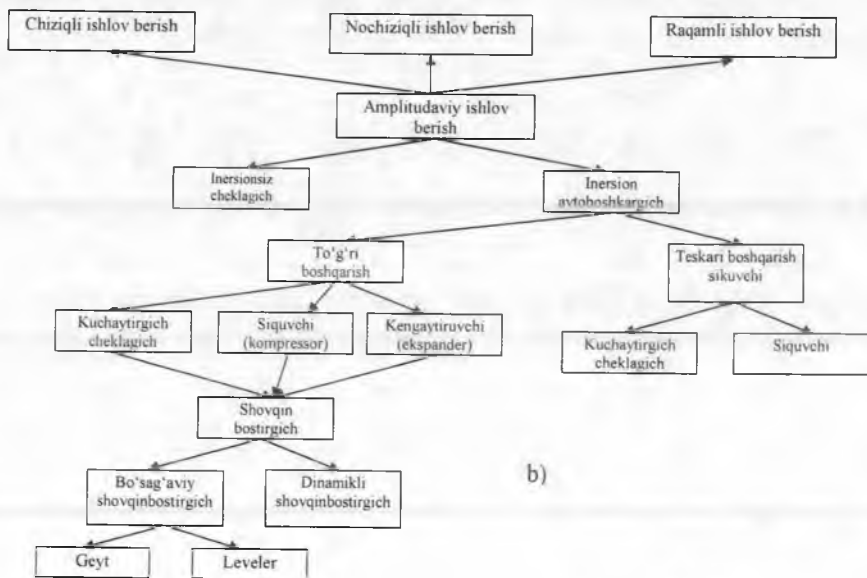 Chiziqli ishlov berish
Nochiziqli ishlov berish
Raqamli ishlov berish
Amplitudaviy ishlov
berish
Inersionsiz
cheklagich
Inersion
avtoboshkargich
To‘g‘ri
boshqarish
Teskari boshqarish
sikuvchi
Kuchaytirgich
cheklagich
Siquvchi
(kompressor)
Kengaytiruvchi
(ekspander)
Kuchaytirgich
cheklagich
Siquvchi
Shovqin
bostirgich
Bo‘sag‘aviy
shovqinbostirgich
Dinamikli
shovqinbostirgich
b)
Geyt
Leveler